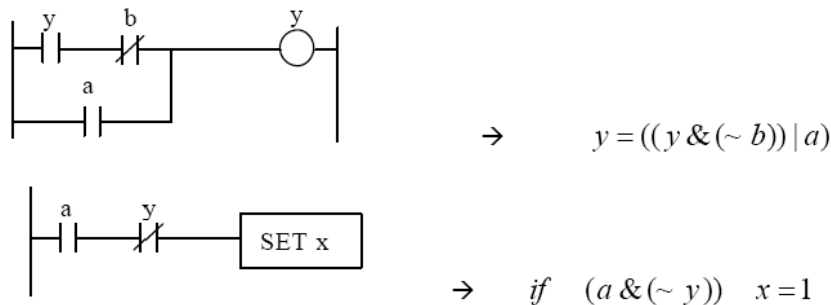 y b y
a
→ y = ((y & (~ b)) | a)
a y
SET x
→ if (a & (~ y)) x = 1